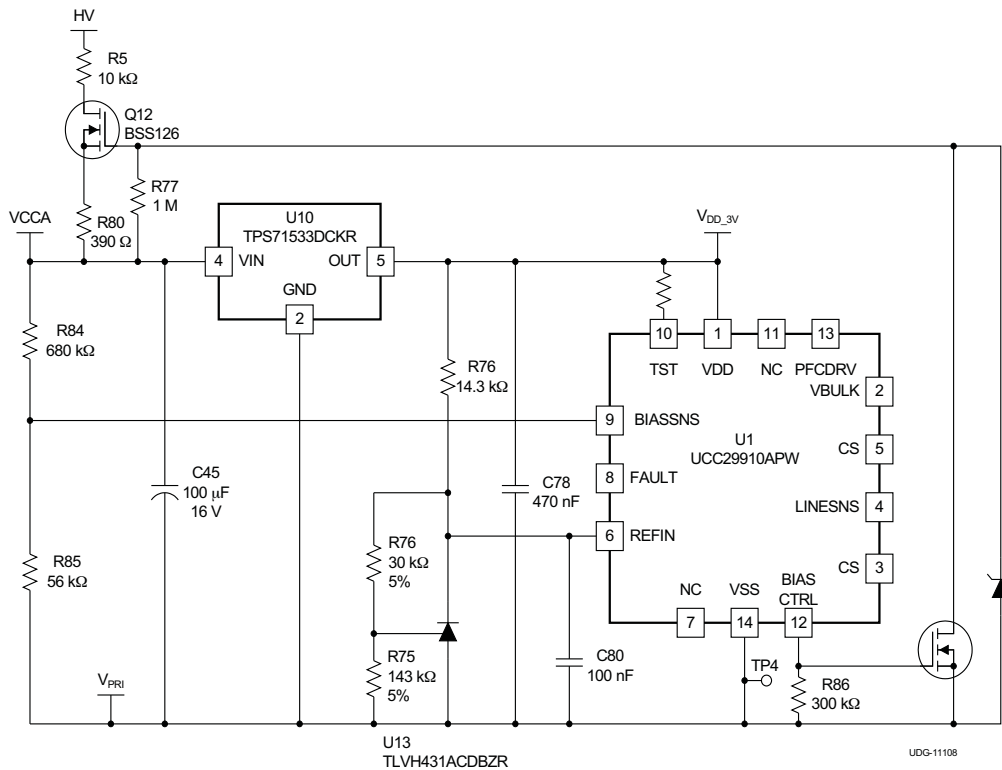 HV
R5
10 kΩ
Q12
BSS126
R77
1 M
VCCA
R80
390 Ω
U10
TPS71533DCKR
4
VIN
OUT
5
GND
2
VDD_3V
R84
680 kΩ
R76
14.3 kΩ
10
1
11
13
TST
VDD
NC
PFCDRV
VBULK
2
9
BIASSNS
U1
UCC29910APW
CS
5
C45
100 µF
16 V
C78
470 nF
8
FAULT
LINESNS
4
6
REFIN
R85
56 kΩ
R76
30 kΩ
5%
CS
3
NC
VSS
BIAS
CTRL
7
14
12
R75
143 kΩ
5%
C80
100 nF
TP4
R86
300 kΩ
VPRI
U13
TLVH431ACDBZR
UDG-11108